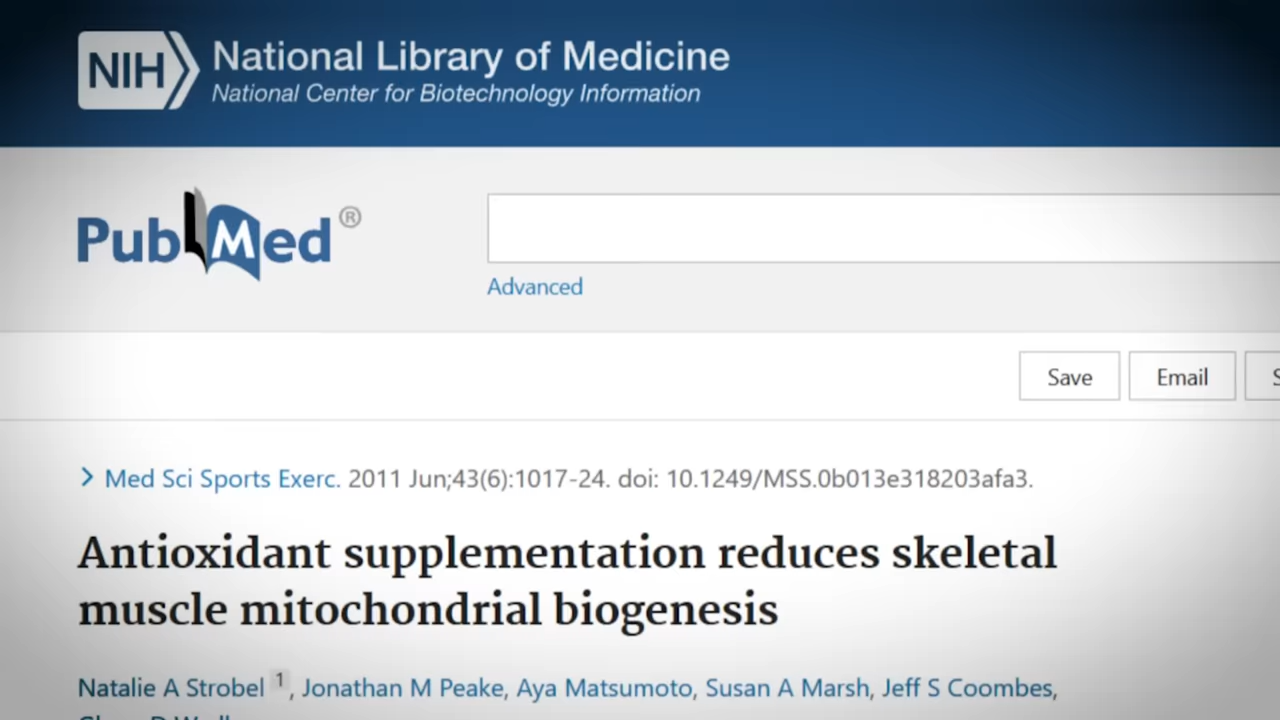 NIH
National Library of Medicine
National Center for Biotechnology Information
PubMed®
Advanced
Save
Email
> Med Sci Sports Exerc. 2011 Jun;43(6):1017-24. doi: 10.1249/MSS.0b013e318203afa3.
Antioxidant supplementation reduces skeletal
muscle mitochondrial biogenesis
Natalie A Strobel 1, Jonathan M Peake, Aya Matsumoto, Susan A Marsh, Jeff S Coombes,